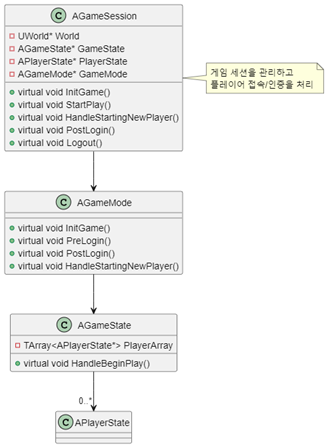 C AGameSession
UWorld* World
AGameState* GameState
APlayerState* PlayerState
AGameMode* GameMode
virtual void InitGame()
virtual void StartPlay()
virtual void HandleStartingNewPlayer()
virtual void PostLogin()
virtual void Logout()
게임 세션을 관리하고
플레이어 접속/인증을 처리
C AGameMode
virtual void InitGame()
virtual void PreLogin()
virtual void PostLogin()
virtual void HandleStartingNewPlayer()
C AGameState
TArray<APlayerState*> PlayerArray
virtual void HandleBeginPlay()
0..*
C APlayerState